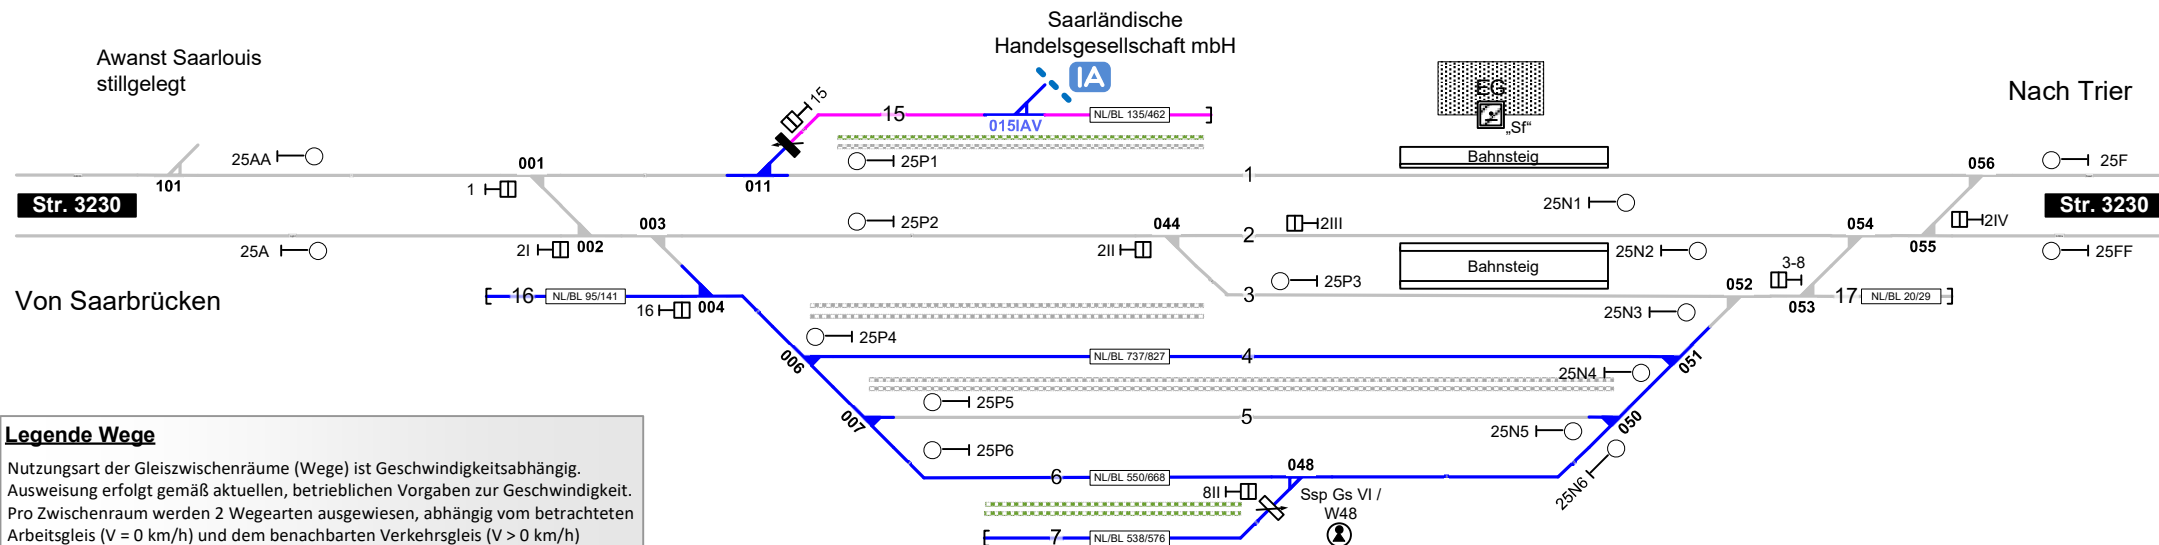 Saarländische
Handelsgesellschaft mbH
Awanst Saarlouis
stillgelegt
IA
EG
Nach Trier
15
15
NL/BL 135/462
015IAV
„Sf“
25AA
001
25P1
Bahnsteig
056
25F
101
1
011
1
Str. 3230
25N1
Str. 3230
003
25P2
044
2III
054
2IV
2
25A
2I
002
2II
25N2
055
25FF
Bahnsteig
3-8
Von Saarbrücken
16
NL/BL 95/141
25P3
052
17
NL/BL 20/29
3
16
004
25N3
053
25P4
006
NL/BL 737/827
4
051
25N4
25P5
007
5
050
25N5
25P6
048
6
NL/BL 550/668
8II
Ssp Gs VI /
W48
25N6
7
NL/BL 538/576
Legende Wege
Nutzungsart der Gleiszwischenräume (Wege) ist Geschwindigkeitsabhängig.
Ausweisung erfolgt gemäß aktuellen, betrieblichen Vorgaben zur Geschwindigkeit.
Pro Zwischenraum werden 2 Wegearten ausgewiesen, abhängig vom betrachteten
Arbeitsgleis (V = 0 km/h) und dem benachbarten Verkehrsgleis (V > 0 km/h)